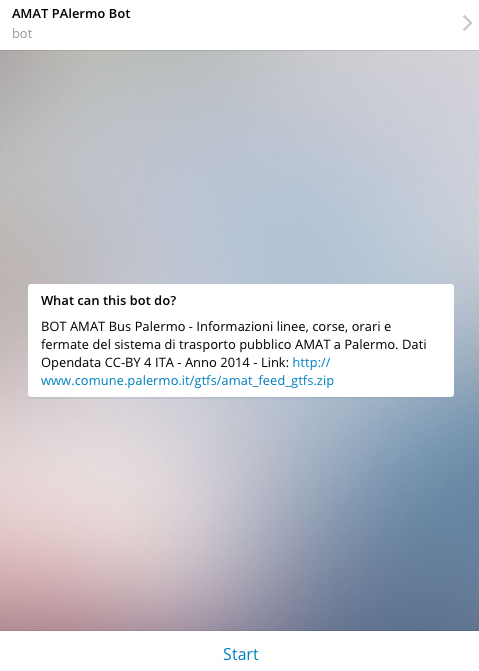 AMAT PAlermo Bot
bot
What can this bot do?
BOT AMAT Bus Palermo - Informazioni linee, corse, orari e
fermate del sistema di trasporto pubblico AMAT a Palermo. Dati
Opendata CC-BY 4 ITA - Anno 2014 - Link: http://
www.comune.palermo.it/gtfs/amat_feed_gtfs.zip
Start